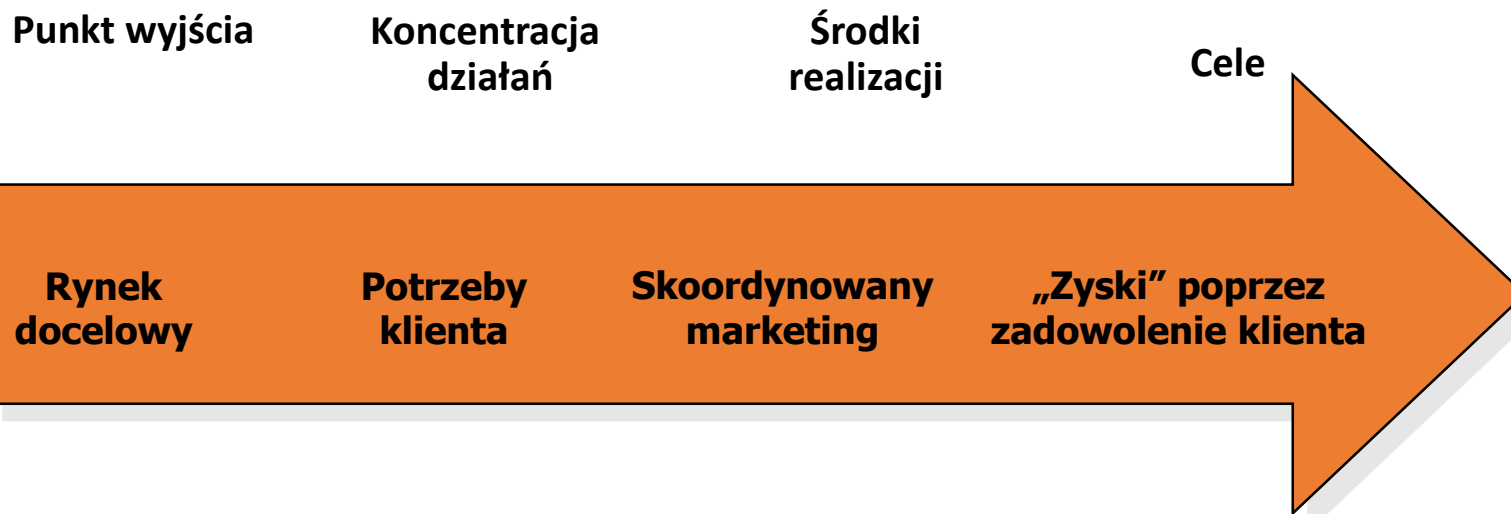 Punkt wyjścia
Koncentracja
działań
Środki
realizacji
Cele
Rynek
docelowy
Potrzeby
klienta
Skoordynowany
marketing
„Zyski” poprzez
zadowolenie klienta